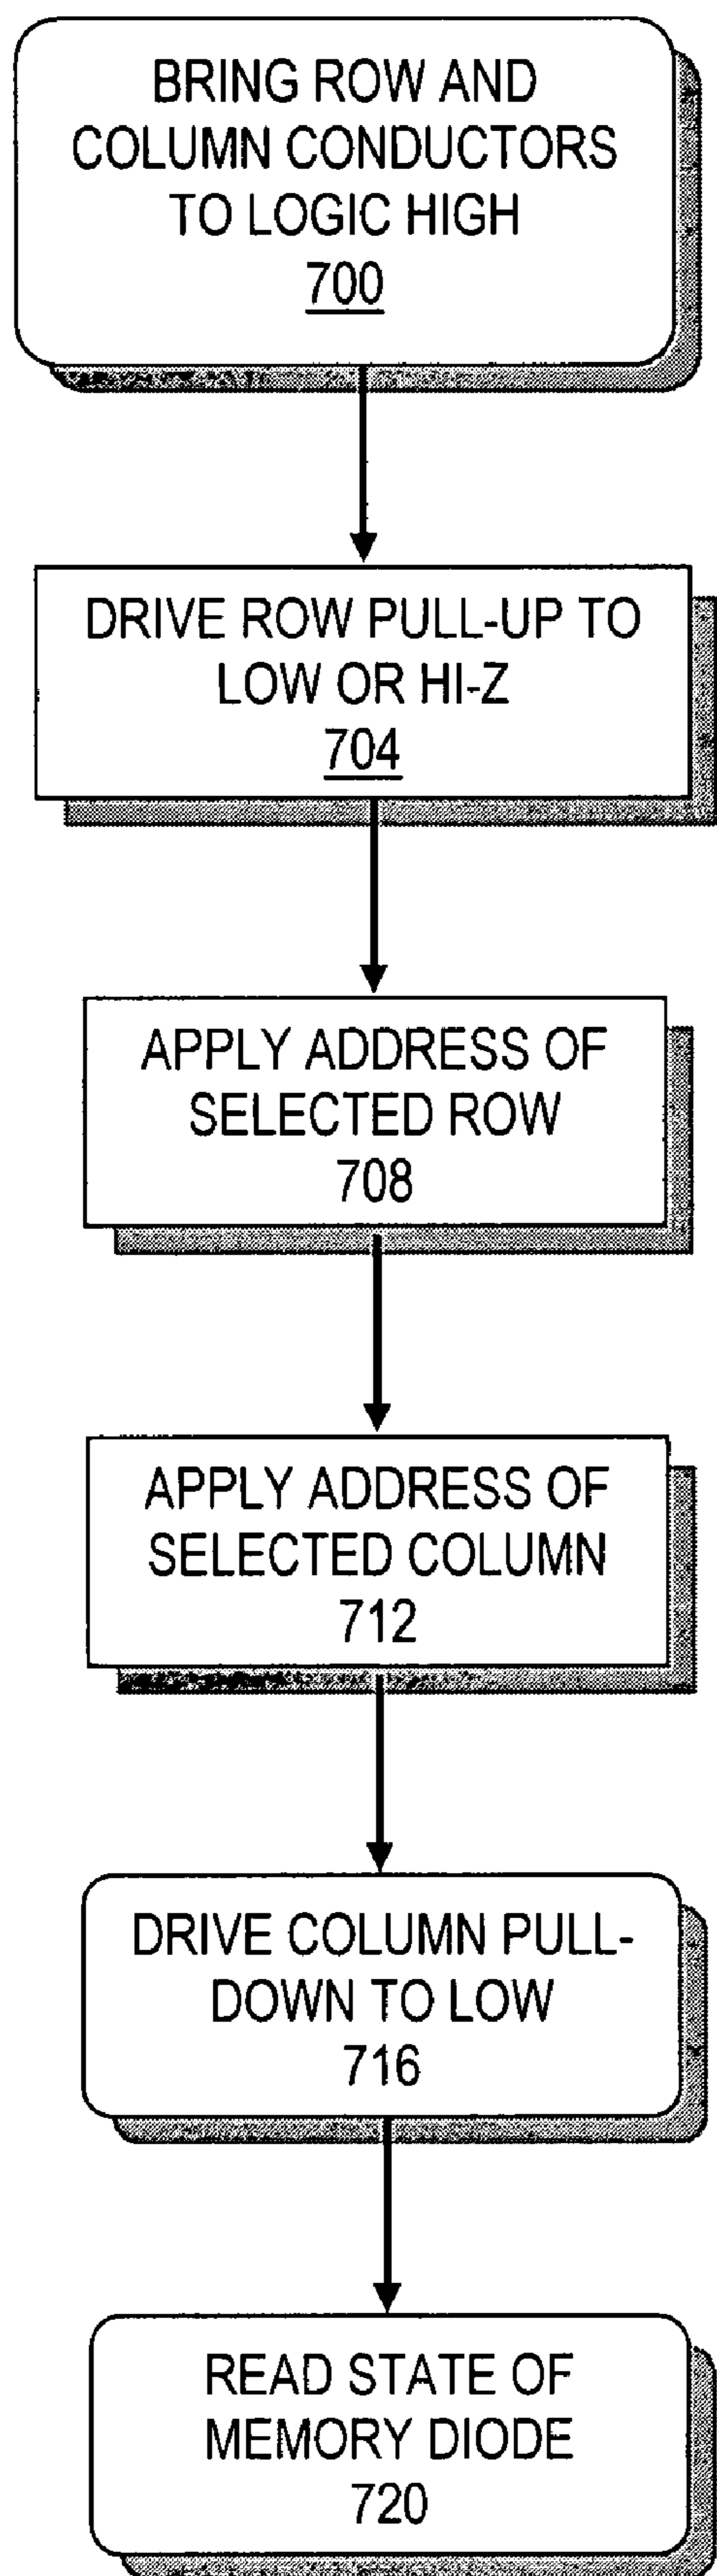 BRING ROW AND
COLUMN CONDUCTORS
TO LOGIC HIGH
700
DRIVE ROW PULL-UP TO
LOW OR HI-Z
704
APPLY ADDRESS OF
SELECTED ROW
708
APPLY ADDRESS OF
SELECTED COLUMN
712
DRIVE COLUMN PULL-
DOWN TO LOW
716
READ STATE OF
MEMORY DIODE
720